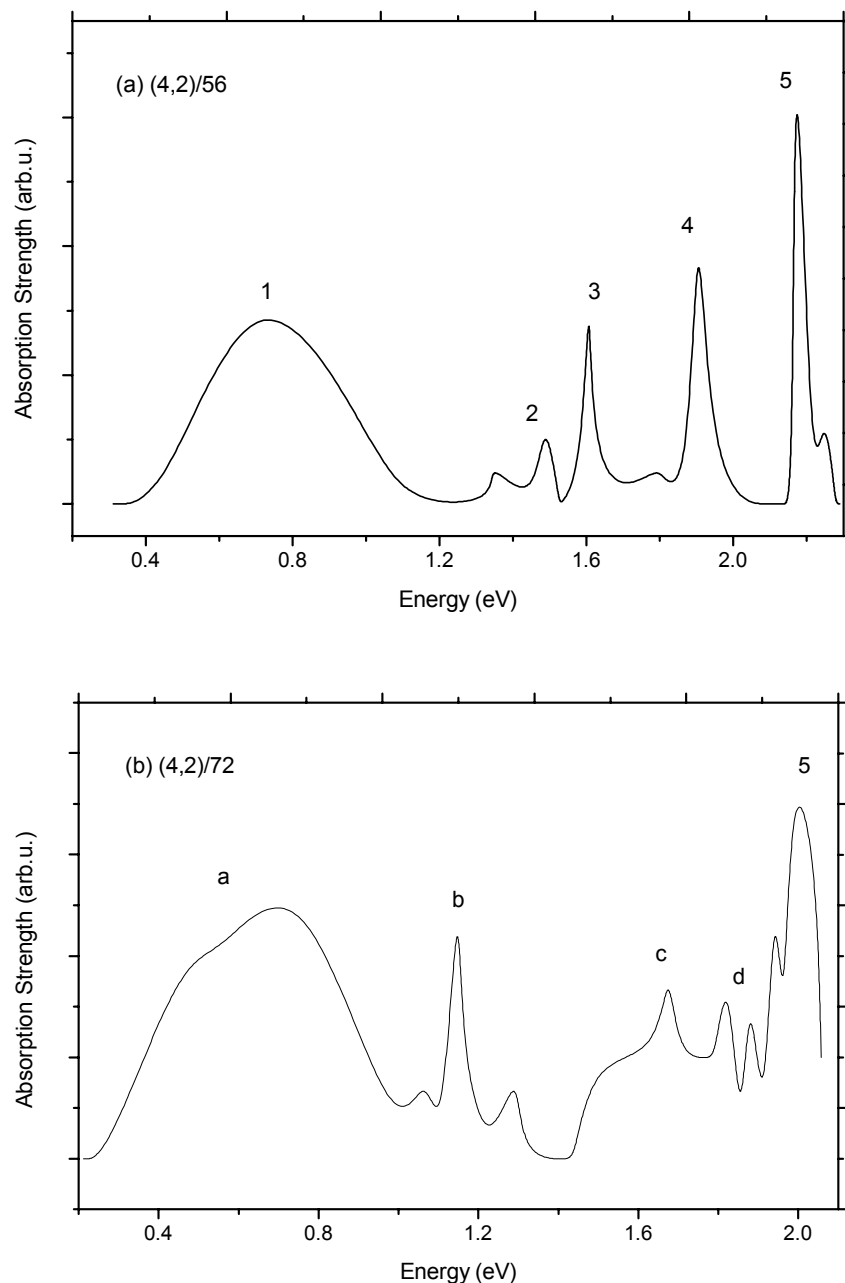 (a) (4,2)/56
5
4
1
3
2
Absorption Strength (arb.u.)
0.4 0.8 1.2 1.6 2.0
Energy (eV)
(b) (4,2)/72
5
a
b
c
d
Absorption Strength (arb.u.)
0.4 0.8 1.2 1.6 2.0
Energy (eV)